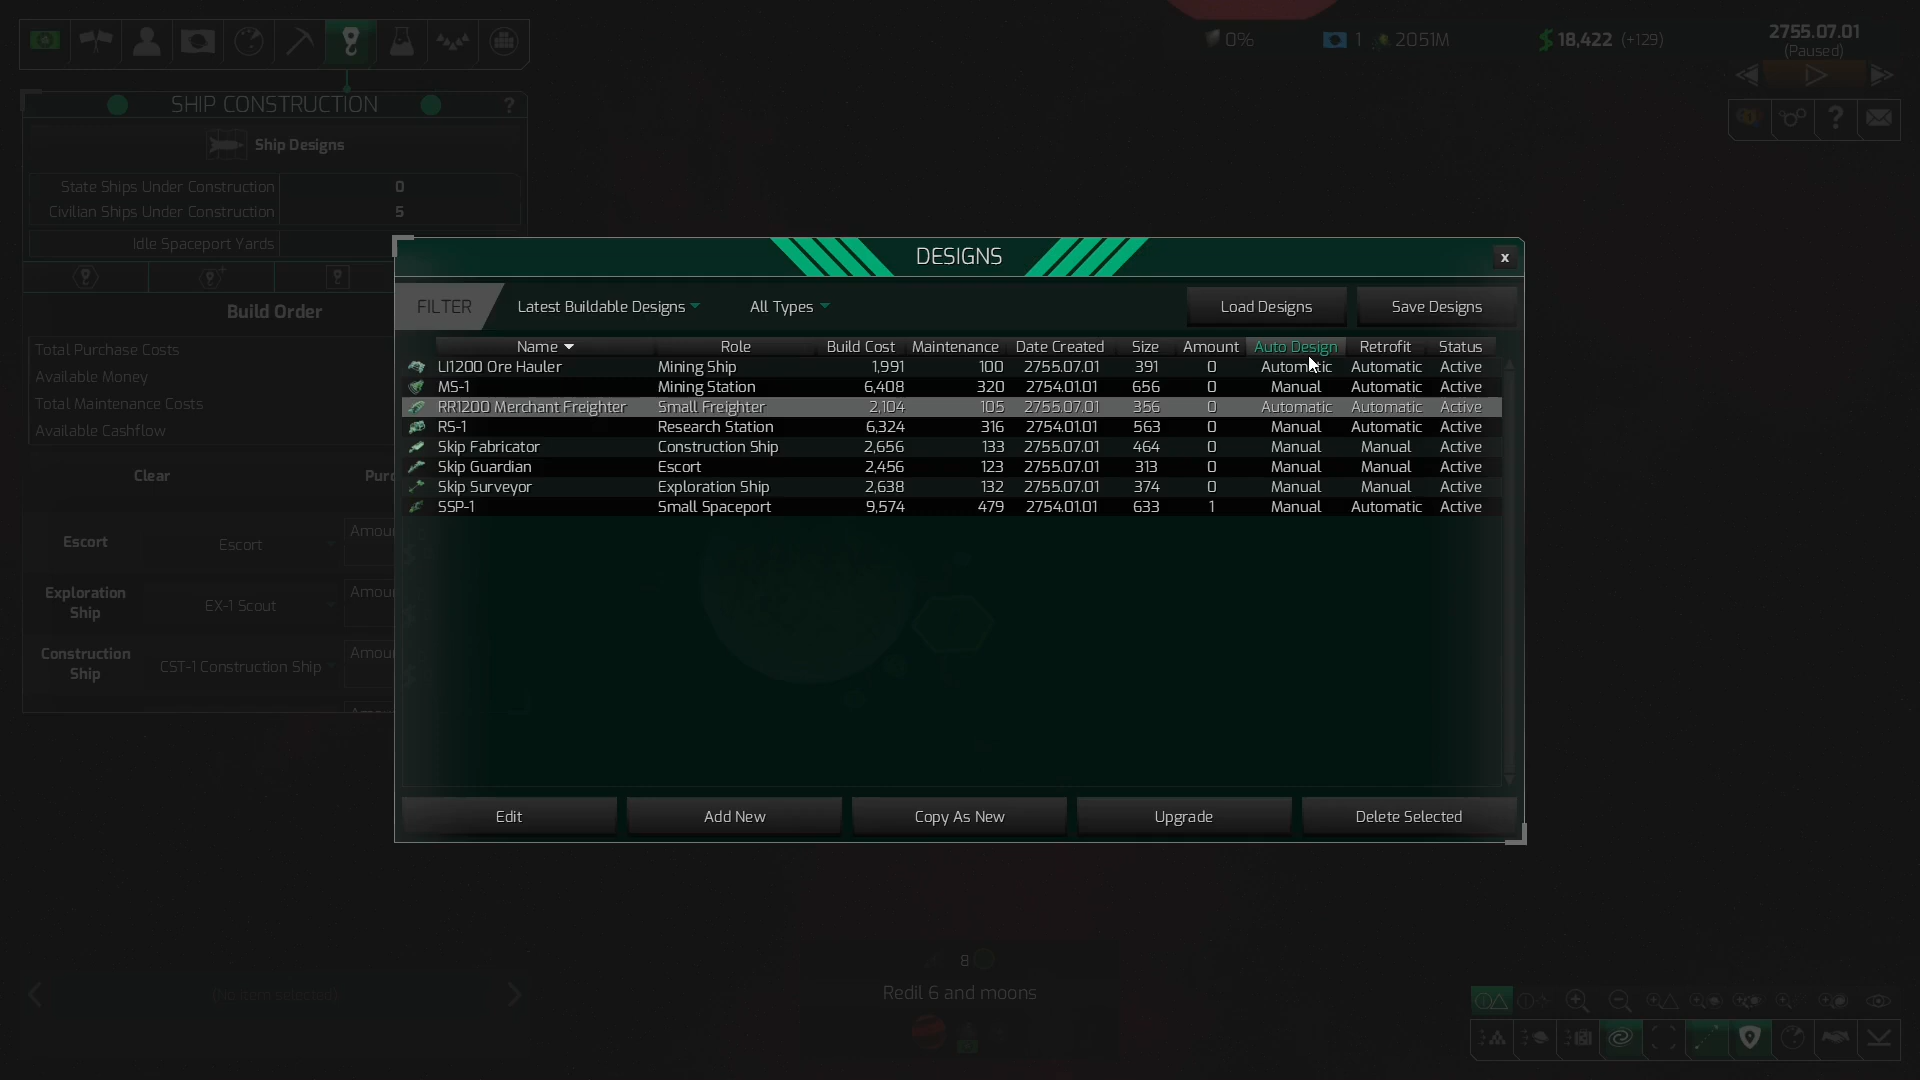 0% 1 2051M 18,422 (+129) 2755.07.01
(Paused)
SHIP CONSTRUCTION ?
Ship Designs
State Ships Under Construction 0
Civilian Ships Under Construction 5
Idle Spaceport Yards
Build Order
Total Purchase Costs
Available Money
Total Maintenance Costs
Available Cashflow
Clear Purc
Escort Escort Amou
Exploration Ship EX-1 Scout Amou
Construction Ship CST-1 Construction Ship Amou
DESIGNS x
FILTER Latest Buildable Designs All Types Load Designs Save Designs
Name Role Build Cost Maintenance Date Created Size Amount Auto Design Retrofit Status
LI1200 Ore Hauler Mining Ship 1,991 100 2755.07.01 391 0 Automatic Automatic Active
MS-1 Mining Station 6,408 320 2754.01.01 656 0 Manual Automatic Active
RR1200 Merchant Freighter Small Freighter 2,104 105 2755.07.01 356 0 Automatic Automatic Active
RS-1 Research Station 6,324 316 2754.01.01 563 0 Manual Automatic Active
Skip Fabricator Construction Ship 2,656 133 2755.07.01 464 0 Manual Manual Active
Skip Guardian Escort 2,456 123 2755.07.01 313 0 Manual Manual Active
Skip Surveyor Exploration Ship 2,638 132 2755.07.01 374 0 Manual Manual Active
SSP-1 Small Spaceport 9,574 479 2754.01.01 633 1 Manual Automatic Active
Edit Add New Copy As New Upgrade Delete Selected
8
(No item selected)
Redil 6 and moons